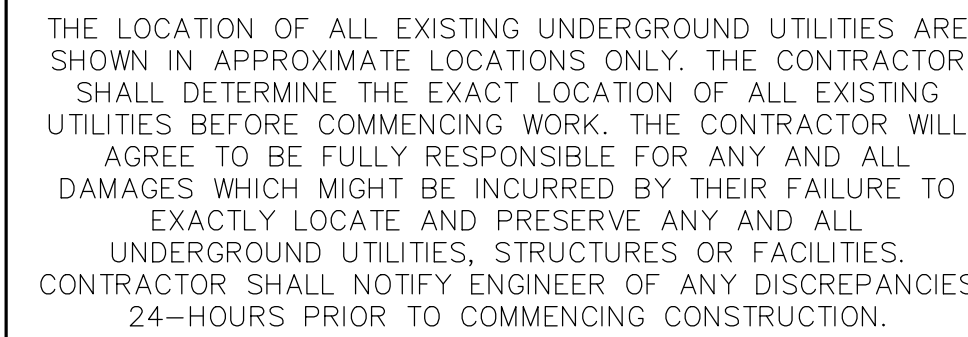 THE LOCATION OF ALL EXISTING UNDERGROUND UTILITIES ARE
SHOWN IN APPROXIMATE LOCATIONS ONLY. THE CONTRACTOR
SHALL DETERMINE THE EXACT LOCATION OF ALL EXISTING
UTILITIES BEFORE COMMENCING WORK. THE CONTRACTOR WILL
AGREE TO BE FULLY RESPONSIBLE FOR ANY AND ALL
DAMAGES WHICH MIGHT BE INCURRED BY THEIR FAILURE TO
EXACTLY LOCATE AND PRESERVE ANY AND ALL
UNDERGROUND UTILITIES, STRUCTURES OR FACILITIES.
CONTRACTOR SHALL NOTIFY ENGINEER OF ANY DISCREPANCIES
24-HOURS PRIOR TO COMMENCING CONSTRUCTION.